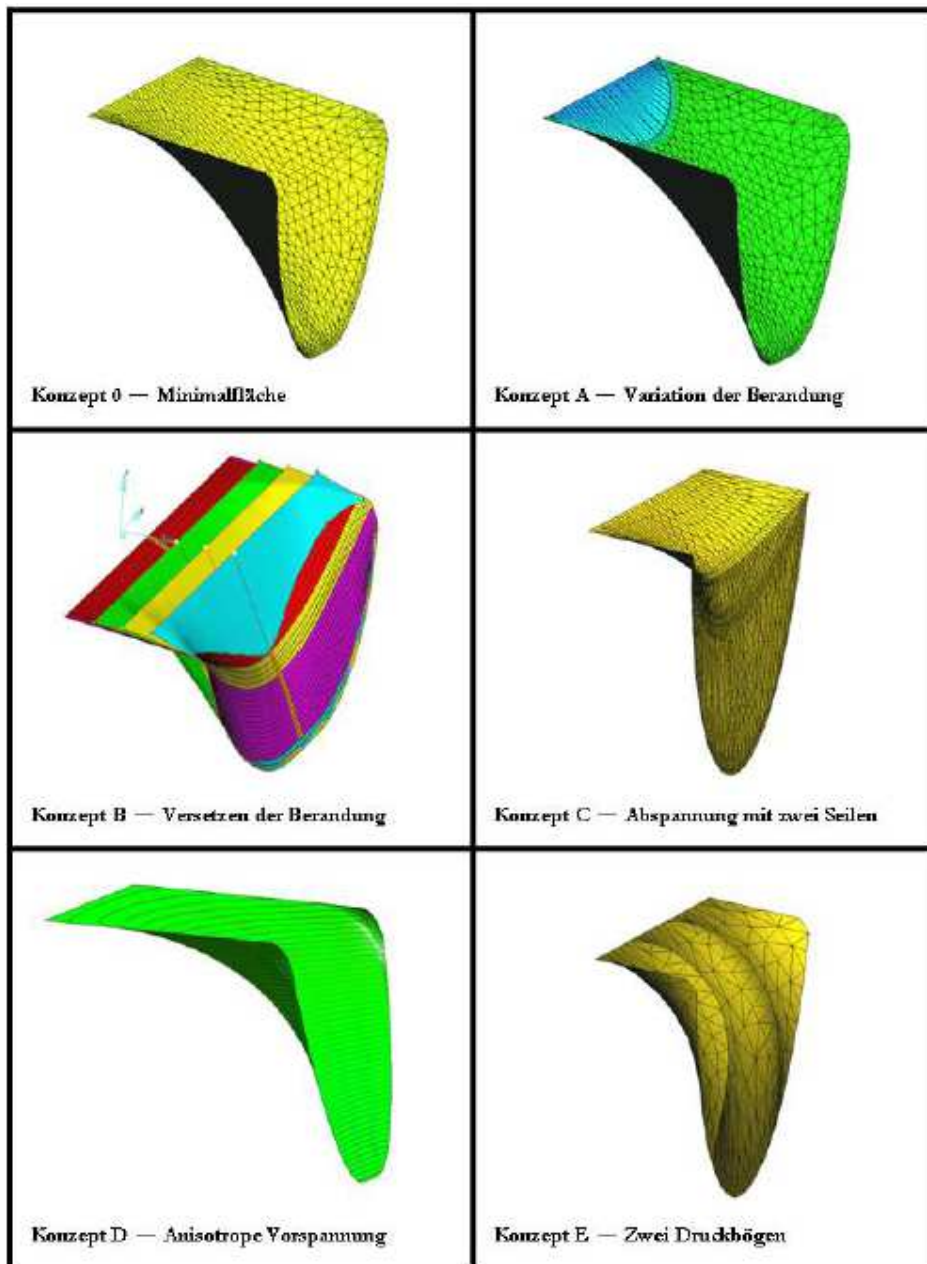 Konzept 0 — Minimalfläche
Konzept A — Variation der Berandung
Konzept B — Versetzen der Berandung
Konzept C — Abspannung mit zwei Seilen
Konzept D — Anisotrope Vorspannung
Konzept E — Zwei Druckbögen